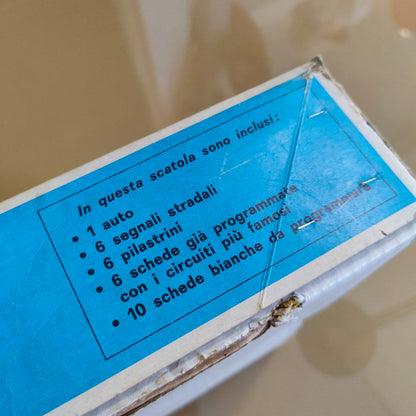 In questa scatola sono inclusi:
• 1 auto
• 6 segnali stradali
• 6 pilastrini
• 6 schede già programmate
con i circuiti più famosi
• 10 schede bianche da programmare